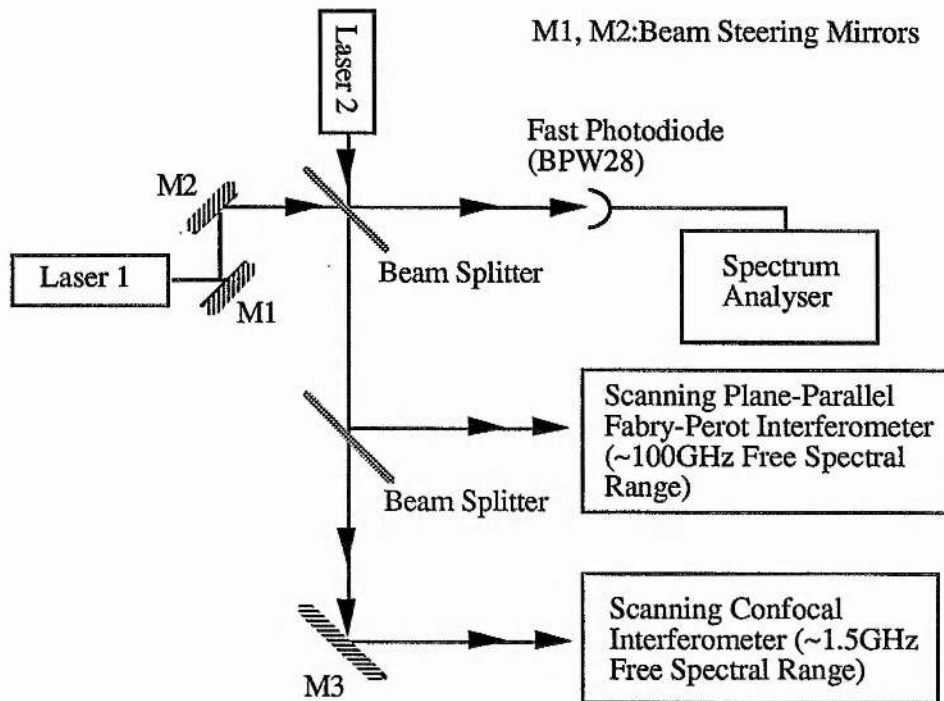 Laser 2
M1, M2:Beam Steering Mirrors
Fast Photodiode
(BPW28)
M2
Laser 1
M1
Beam Splitter
Spectrum
Analyser
Scanning Plane-Parallel
Fabry-Perot Interferometer
(~100GHz Free Spectral
Range)
Beam Splitter
Scanning Confocal
Interferometer (~1.5GHz
Free Spectral Range)
M3